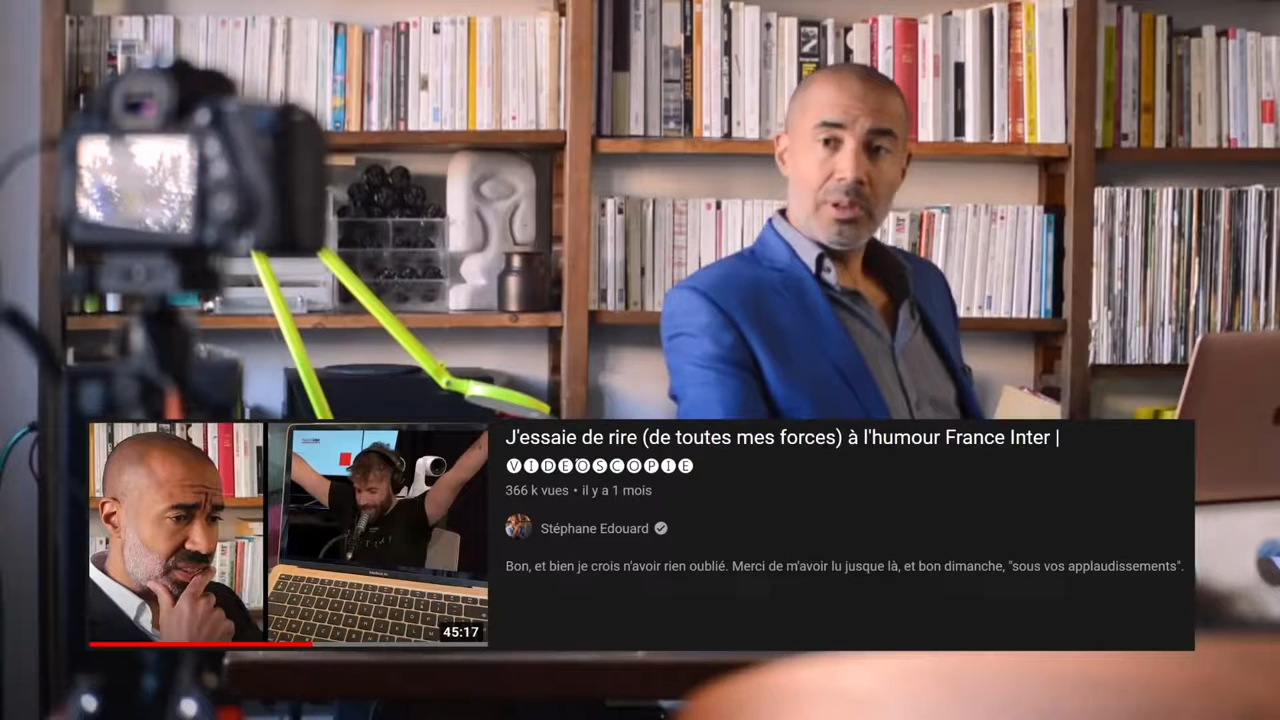 J'essaie de rire (de toutes mes forces) à l'humour France Inter |
🅥🅘🅓🅔́🅞🅢🅒🅞🅟🅘🅔
366 k vues • il y a 1 mois
Stéphane Edouard
Bon, et bien je crois n'avoir rien oublié. Merci de m'avoir lu jusque là, et bon dimanche, "sous vos applaudissements".
45:17